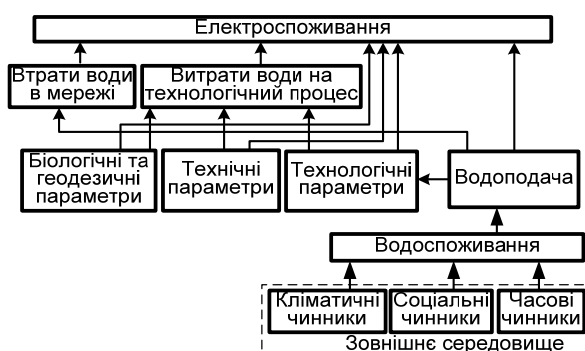 Електроспоживання
Втрати води
в мережі
Витрати води на
технологічний процес
Біологічні та
геодезичні
параметри
Технічні
параметри
Технологічні
параметри
Водоподача
Водоспоживання
Кліматичні
чинники
Соціальні
чинники
Часові
чинники
Зовнішнє середовище